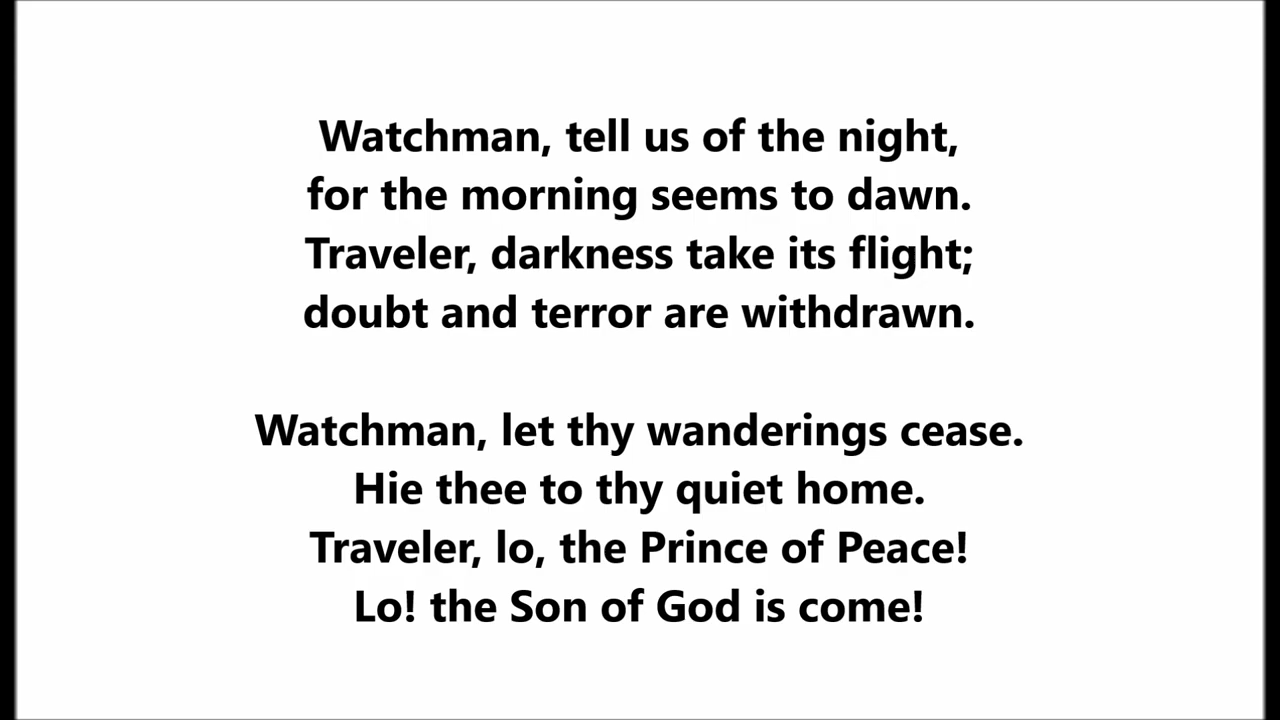 Watchman, tell us of the night,
for the morning seems to dawn.
Traveler, darkness take its flight;
doubt and terror are withdrawn.
Watchman, let thy wanderings cease.
Hie thee to thy quiet home.
Traveler, lo, the Prince of Peace!
Lo! the Son of God is come!